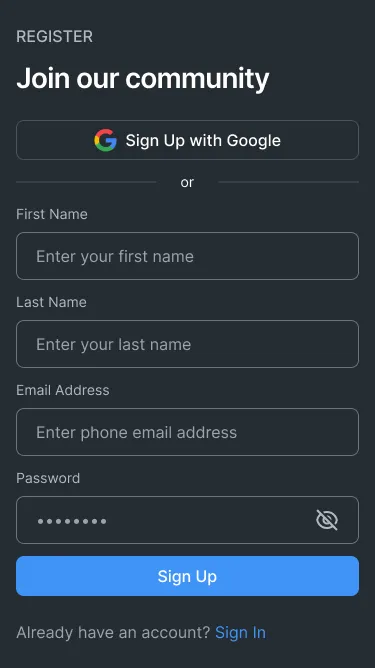 REGISTER
Join our community
Sign Up with Google
or
First Name
Enter your first name
Last Name
Enter your last name
Email Address
Enter phone email address
Password
••••••••
Sign Up
Already have an account? Sign In